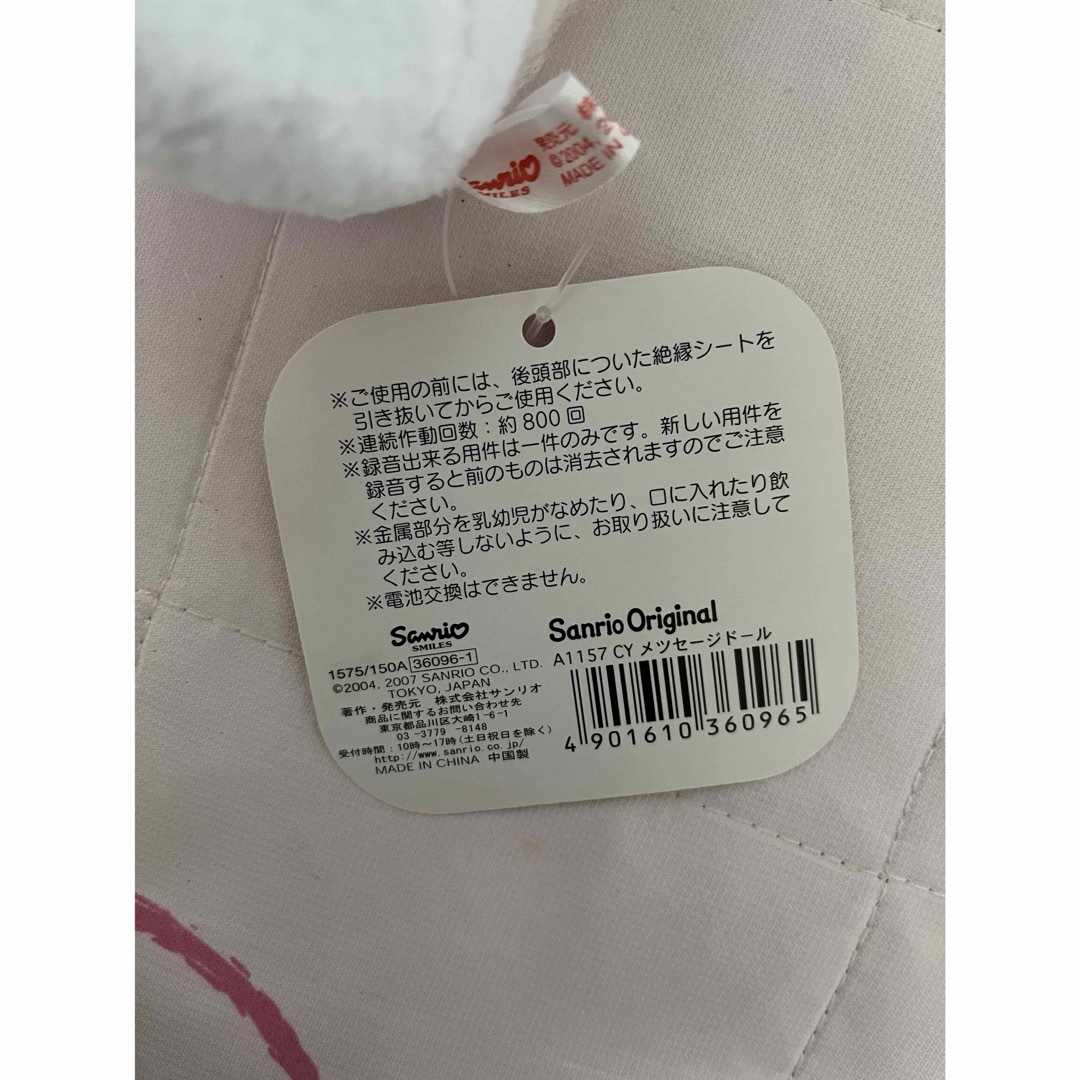 Sanrio
SMILES
発売元
©2004
MADE IN
※ご使用の前には、後頭部についた絶縁シートを
引き抜いてからご使用ください。
※連続作動回数：約800回
※録音出来る用件は一件のみです。新しい用件を
録音すると前のものは消去されますのでご注意
ください。
※金属部分を乳幼児がなめたり、口に入れたり飲
み込む等しないように、お取り扱いに注意して
ください。
※電池交換はできません。
Sanrio
SMILES
1575/150A 36096-1
©2004, 2007 SANRIO CO., LTD.
TOKYO, JAPAN
著作・発売元 株式会社サンリオ
商品に関するお問い合わせ先
東京都品川区大崎1-6-1
03-3779-8148
受付時間：10時〜17時(土日祝日を除く)
http://www.sanrio.co.jp/
MADE IN CHINA 中国製
Sanrio Original
A1157 CY メツセージドール
4 901610 360965